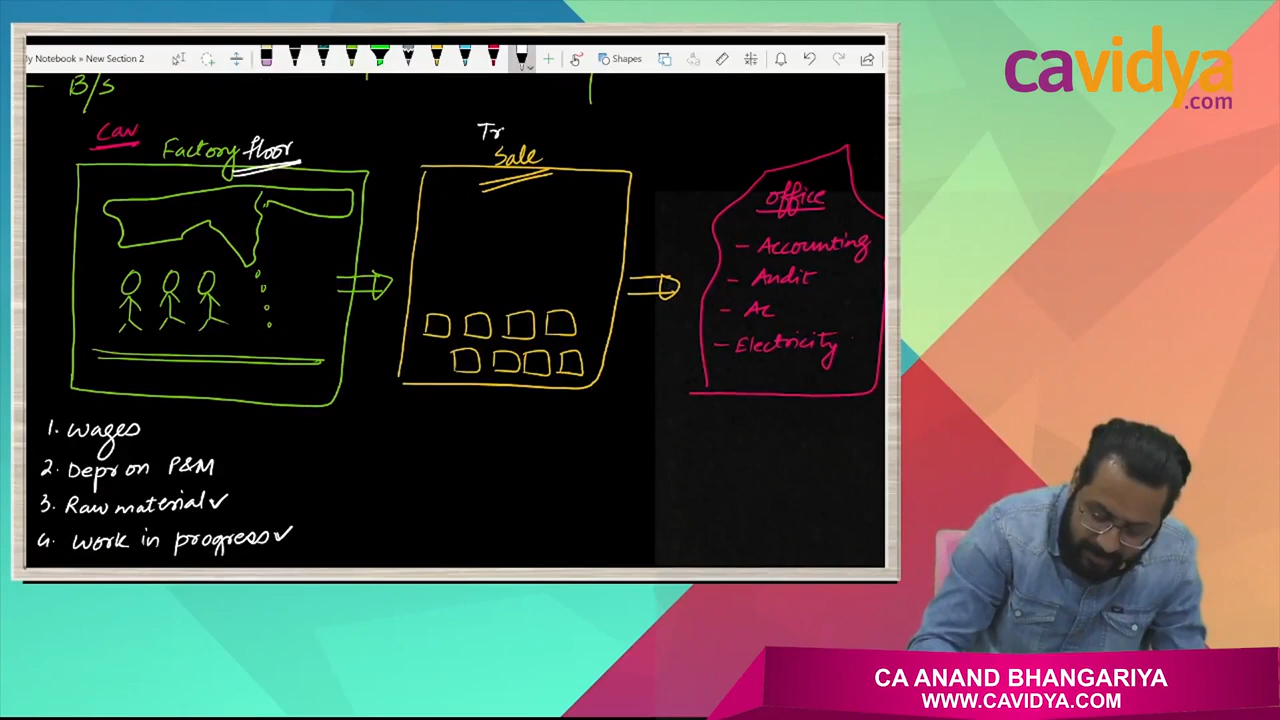 y Notebook » New Section 2
Shapes
cavidya
.com
- B/s
Car
Factory floor
Tr
Sale
office
- Accounting
- Audit
- Ac
- Electricity
1. wages
2. Depr on P&M
3. Raw material ✓
4. work in progress ✓
CA ANAND BHANGARIYA
WWW.CAVIDYA.COM